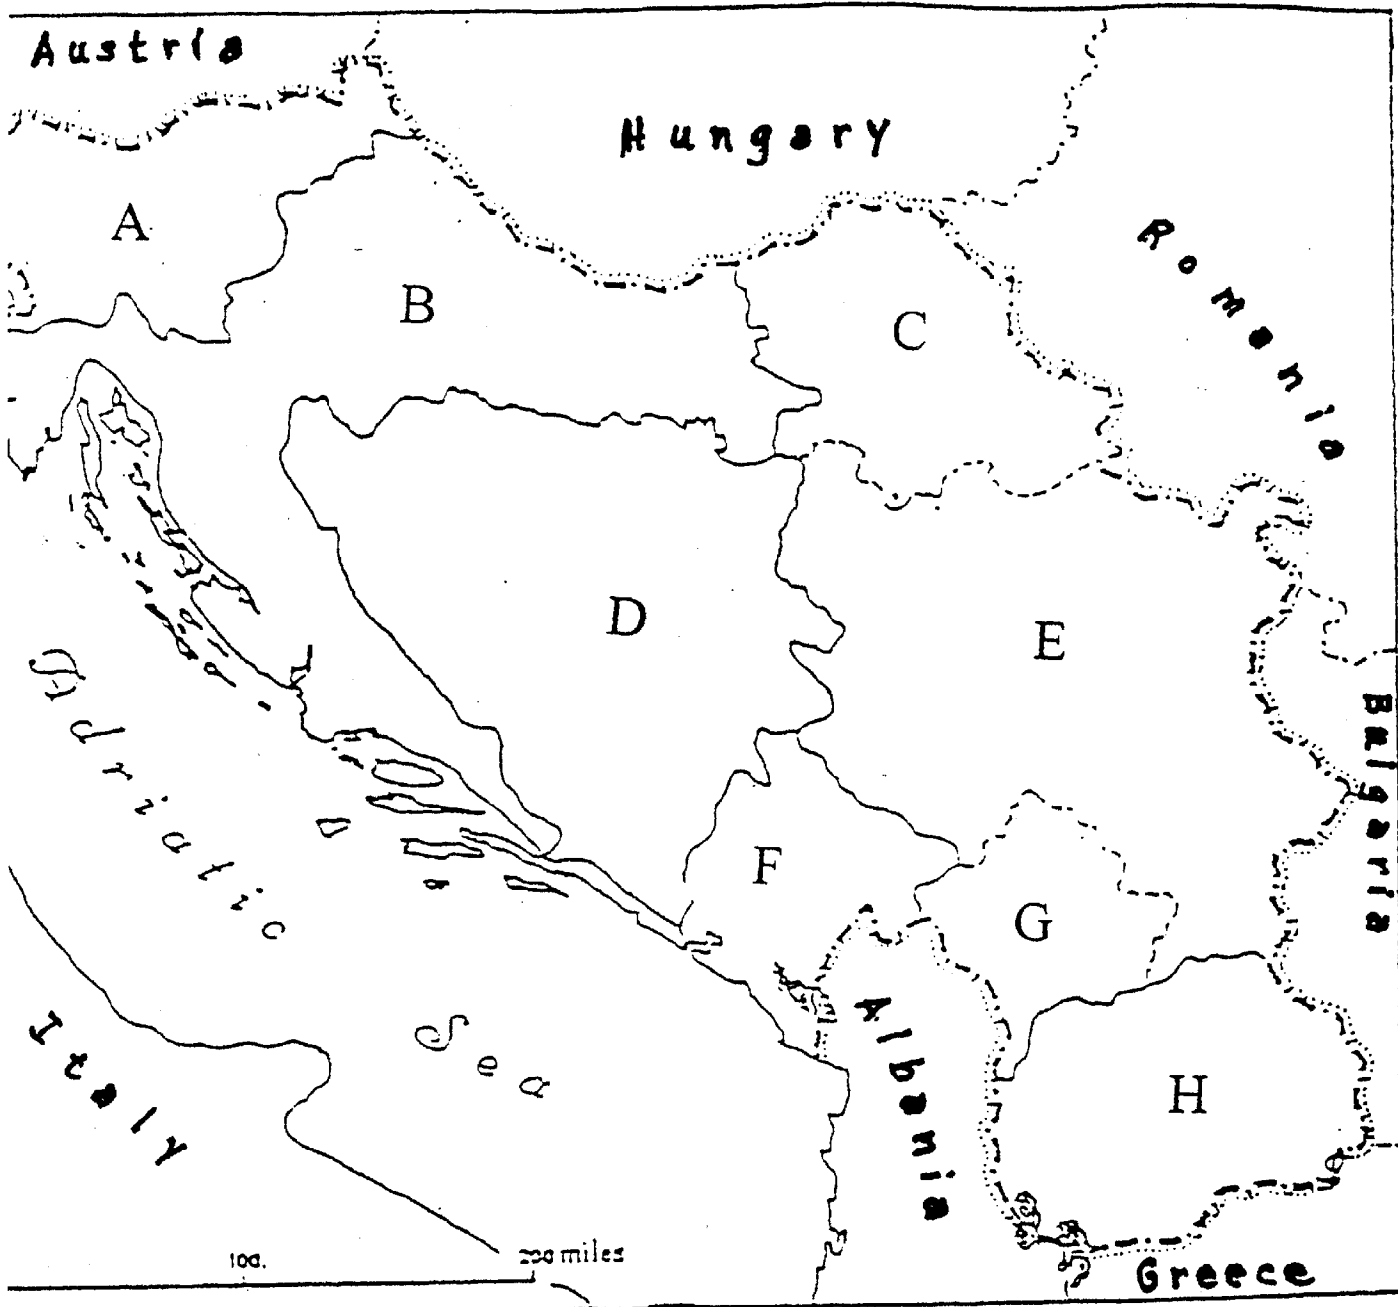 Austria
Hungary
Romania
A
B
C
D
E
Adriatic
Bulgaria
F
G
Sea
Albania
Italy
H
100.
200 miles
Greece